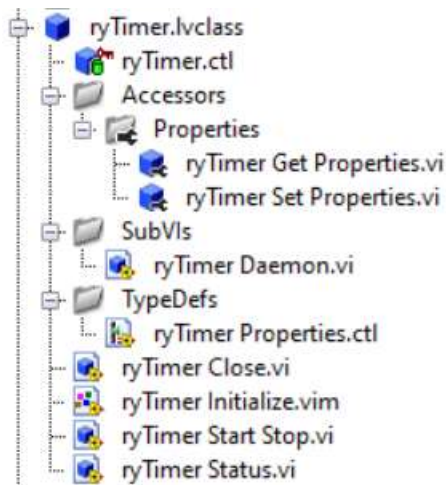 ryTimer.lvclass
ryTimer.ctl
Accessors
Properties
ryTimer Get Properties.vi
ryTimer Set Properties.vi
SubVIs
ryTimer Daemon.vi
TypeDefs
ryTimer Properties.ctl
ryTimer Close.vi
ryTimer Initialize.vim
ryTimer Start Stop.vi
ryTimer Status.vi